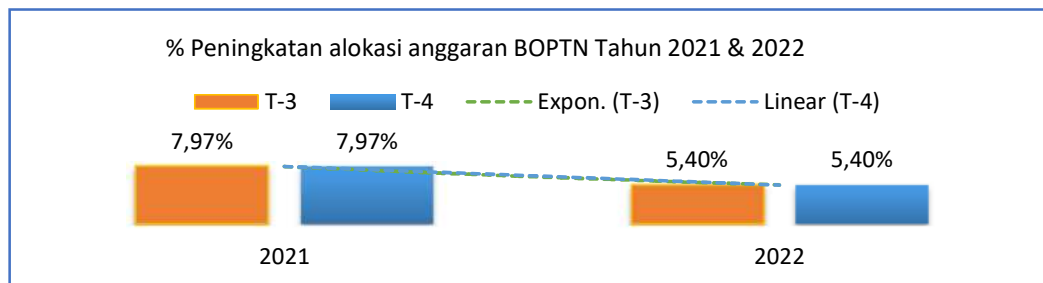 % Peningkatan alokasi anggaran BOPTN Tahun 2021 & 2022
T-3 T-4 Expon. (T-3) Linear (T-4)
7,97% 7,97% 5,40% 5,40%
2021 2022